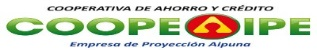 COOPERATIVA DE AHORRO Y CRÉDITO
COOPEAIPE
Empresa de Proyección Aipuna